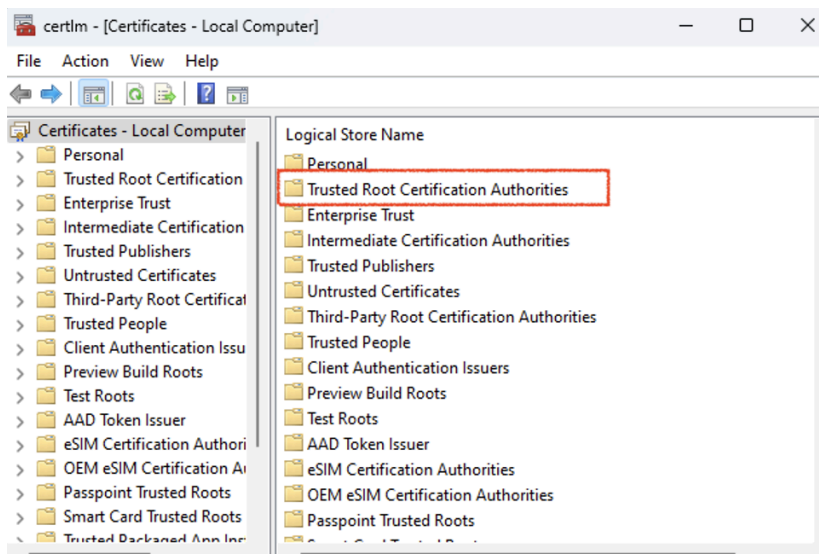 certlm - [Certificates - Local Computer]
File Action View Help
Certificates - Local Computer
Personal
Trusted Root Certification
Enterprise Trust
Intermediate Certification
Trusted Publishers
Untrusted Certificates
Third-Party Root Certificat
Trusted People
Client Authentication Issu
Preview Build Roots
Test Roots
AAD Token Issuer
eSIM Certification Authori
OEM eSIM Certification Au
Passpoint Trusted Roots
Smart Card Trusted Roots
Trusted Packaged App Ins
Logical Store Name
Personal
Trusted Root Certification Authorities
Enterprise Trust
Intermediate Certification Authorities
Trusted Publishers
Untrusted Certificates
Third-Party Root Certification Authorities
Trusted People
Client Authentication Issuers
Preview Build Roots
Test Roots
AAD Token Issuer
eSIM Certification Authorities
OEM eSIM Certification Authorities
Passpoint Trusted Roots